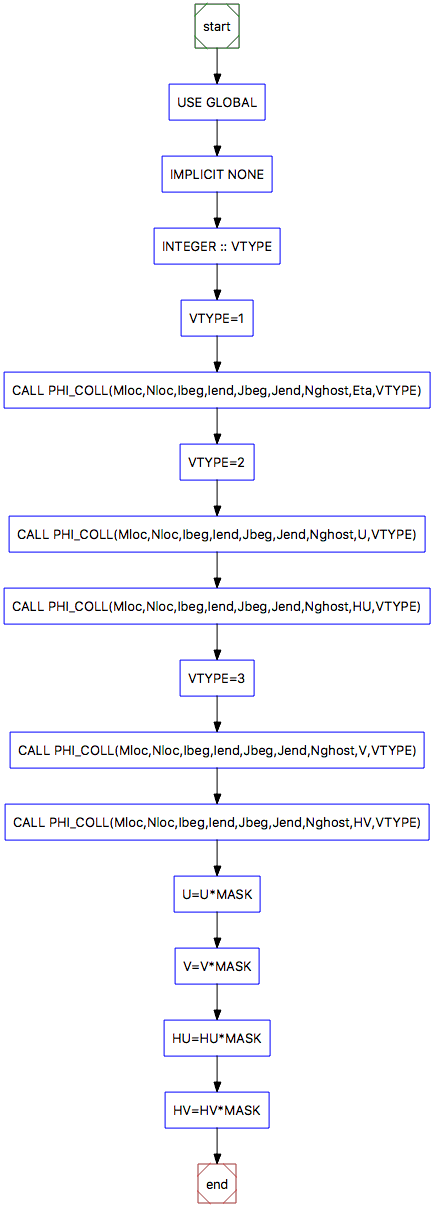 start
USE GLOBAL
IMPLICIT NONE
INTEGER :: VTYPE
VTYPE=1
CALL PHI_COLL(Mloc,Nloc,Ibeg,Iend,Jbeg,Jend,Nghost,Eta,VTYPE)
VTYPE=2
CALL PHI_COLL(Mloc,Nloc,Ibeg,Iend,Jbeg,Jend,Nghost,U,VTYPE)
CALL PHI_COLL(Mloc,Nloc,Ibeg,Iend,Jbeg,Jend,Nghost,HU,VTYPE)
VTYPE=3
CALL PHI_COLL(Mloc,Nloc,Ibeg,Iend,Jbeg,Jend,Nghost,V,VTYPE)
CALL PHI_COLL(Mloc,Nloc,Ibeg,Iend,Jbeg,Jend,Nghost,HV,VTYPE)
U=U*MASK
V=V*MASK
HU=HU*MASK
HV=HV*MASK
end